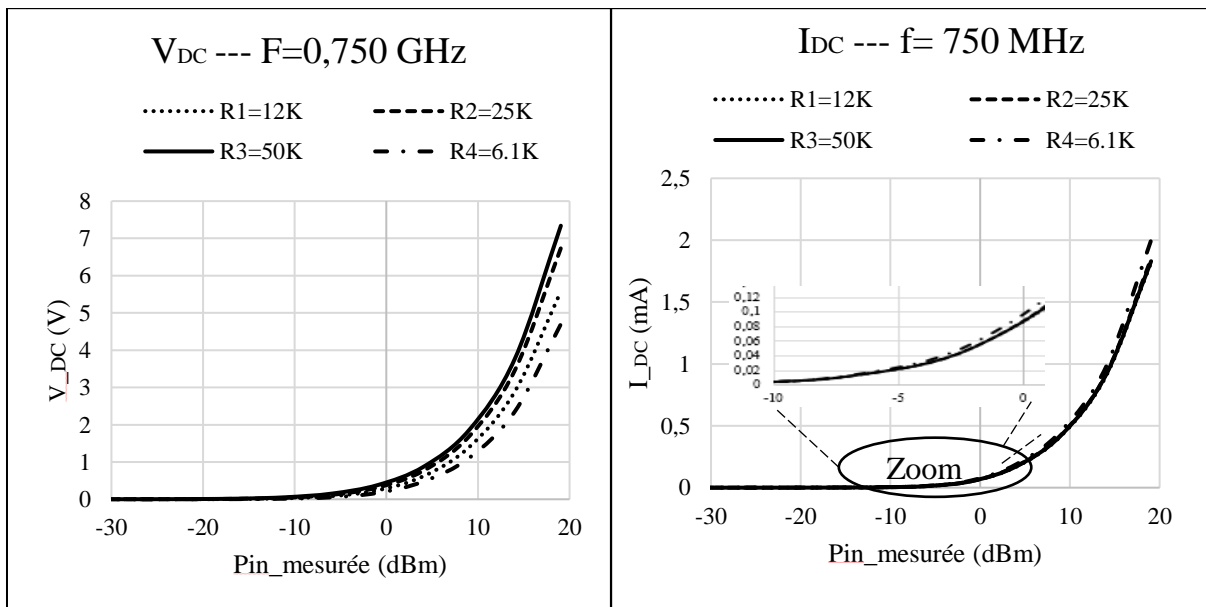 VDC --- F=0,750 GHz
R1=12K
R2=25K
R3=50K
R4=6.1K
8
7
6
5
4
3
2
1
0
V_DC (V)
-30
-20
-10
0
10
20
Pin_mesurée (dBm)
IDC --- f= 750 MHz
R1=12K
R2=25K
R3=50K
R4=6.1K
2,5
2
1,5
1
0,5
0
I_DC (mA)
0,12
0,1
0,08
0,06
0,04
0,02
0
-10
-5
0
Zoom
-30
-20
-10
0
10
20
Pin_mesurée (dBm)